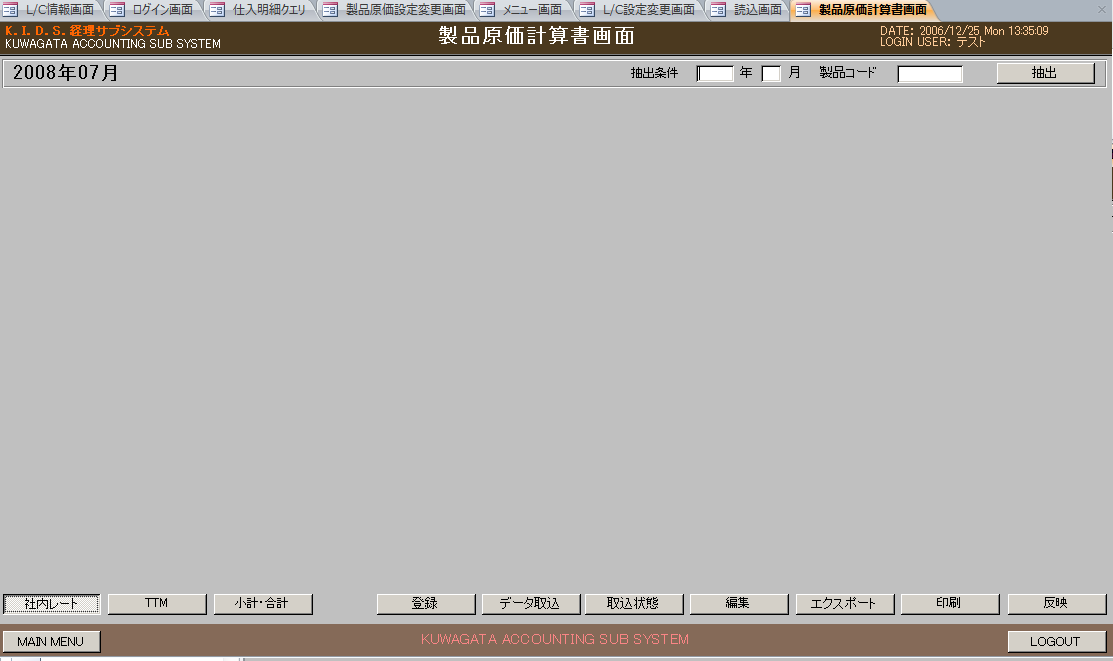 L/C情報画面 ログイン画面 仕入明細クエリ 製品原価設定変更画面 メニュー画面 L/C設定変更画面 読込画面 製品原価計算書画面
K.I.D.S.経理サブシステム
KUWAGATA ACCOUNTING SUB SYSTEM
製品原価計算書画面
DATE: 2006/12/25 Mon 13:35:09
LOGIN USER: テスト
2008年07月 抽出条件 年 月 製品コード 抽出
社内レート TTM 小計・合計 登録 データ取込 取込状態 編集 エクスポート 印刷 反映
MAIN MENU KUWAGATA ACCOUNTING SUB SYSTEM LOGOUT